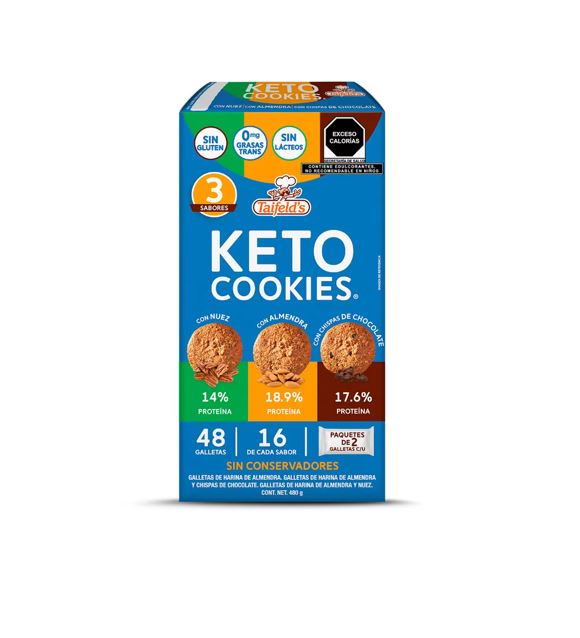 KETO
COOKIES®
CON NUEZ | CON ALMENDRA | CON CHISPAS DE CHOCOLATE
SIN
GLUTEN
0mg
GRASAS
TRANS
SIN
LÁCTEOS
EXCESO
CALORÍAS
SECRETARÍA DE SALUD
CONTIENE EDULCORANTES,
NO RECOMENDABLE EN NIÑOS
3
SABORES
Taifeld's
KETO
COOKIES®
CON NUEZ
CON ALMENDRA
CON CHISPAS DE CHOCOLATE
14%
PROTEÍNA
18.9%
PROTEÍNA
17.6%
PROTEÍNA
48
GALLETAS
16
DE CADA SABOR
PAQUETES
DE 2
GALLETAS C/U
SIN CONSERVADORES
GALLETAS DE HARINA DE ALMENDRA. GALLETAS DE HARINA DE ALMENDRA
Y CHISPAS DE CHOCOLATE. GALLETAS DE HARINA DE ALMENDRA Y NUEZ.
CONT. NET. 480 g